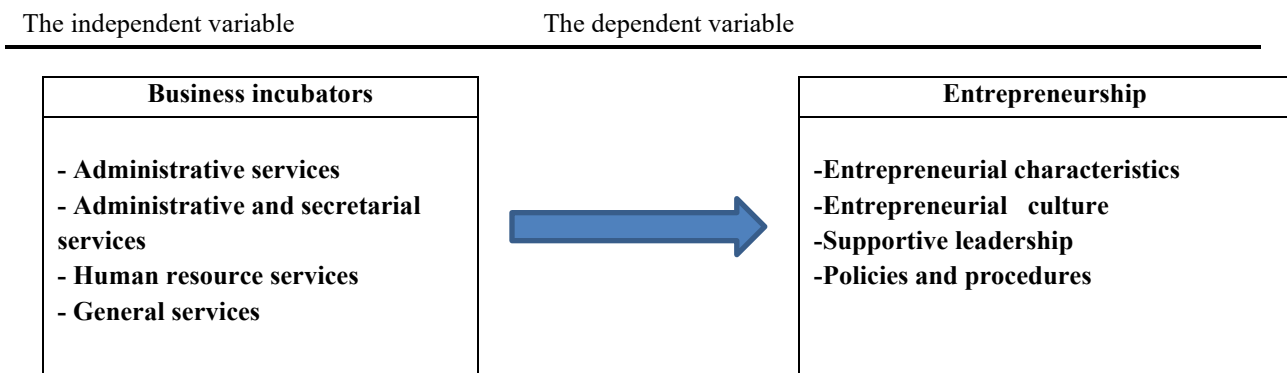 The independent variable The dependent variable
Business incubators
- Administrative services
- Administrative and secretarial
services
- Human resource services
- General services
Entrepreneurship
-Entrepreneurial characteristics
-Entrepreneurial culture
-Supportive leadership
-Policies and procedures